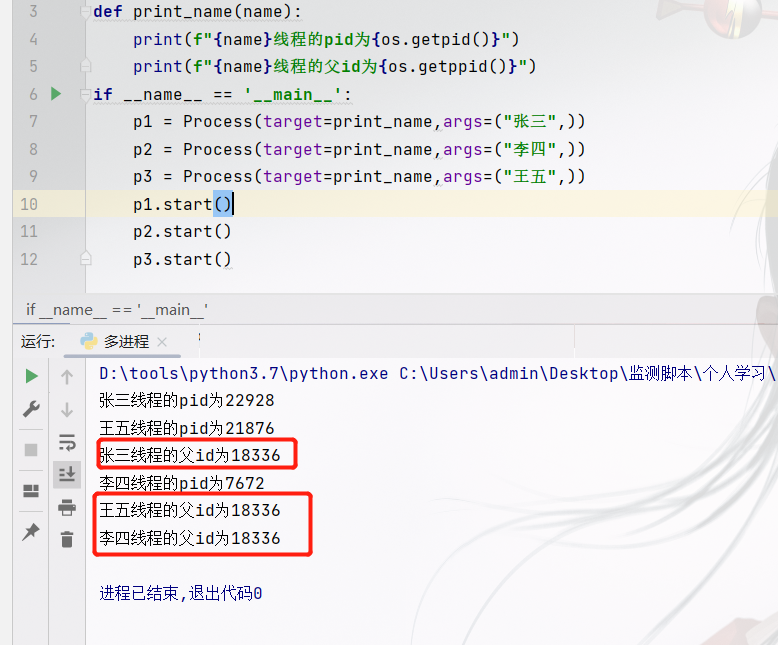 3 def print_name(name):
4 print(f"{name}线程的pid为{os.getpid()}")
5 print(f"{name}线程的父id为{os.getppid()}")
6 if __name__ == '__main__':
7 p1 = Process(target=print_name,args=("张三",))
8 p2 = Process(target=print_name,args=("李四",))
9 p3 = Process(target=print_name,args=("王五",))
10 p1.start()
11 p2.start()
12 p3.start()
if __name__ == '__main__'
运行: 多进程
D:\tools\python3.7\python.exe C:\Users\admin\Desktop\监测脚本\个人学习\
张三线程的pid为22928
王五线程的pid为21876
张三线程的父id为18336
李四线程的pid为7672
王五线程的父id为18336
李四线程的父id为18336
进程已结束,退出代码0